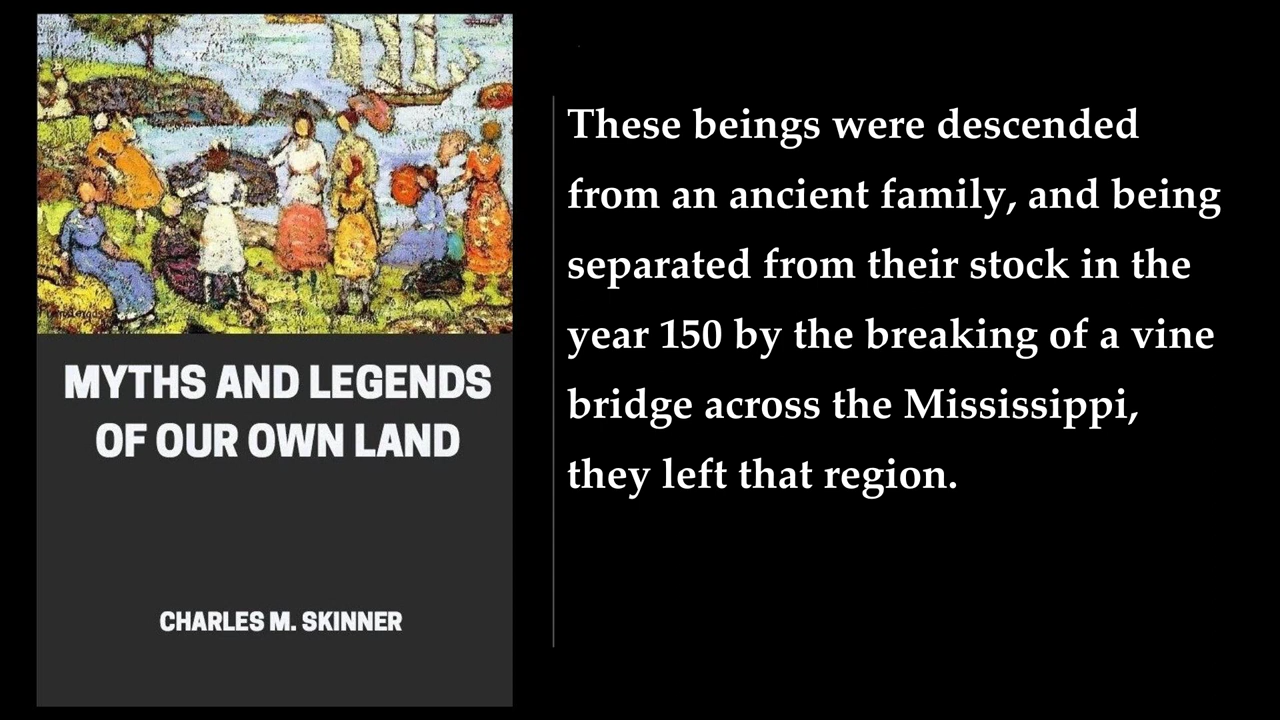 MYTHS AND LEGENDS
OF OUR OWN LAND
CHARLES M. SKINNER
These beings were descended
from an ancient family, and being
separated from their stock in the
year 150 by the breaking of a vine
bridge across the Mississippi,
they left that region.